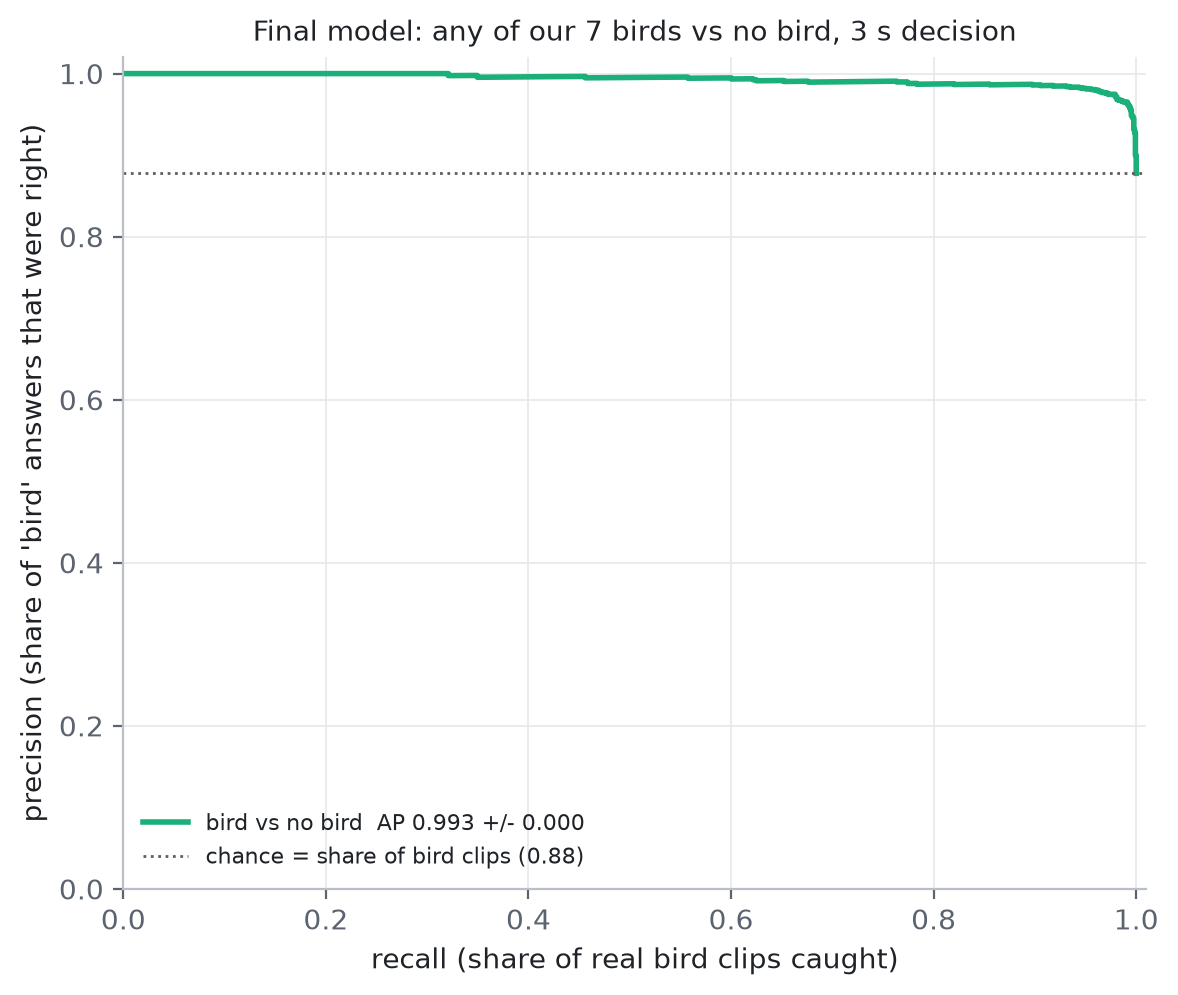 Final model: any of our 7 birds vs no bird, 3 s decision
precision (share of 'bird' answers that were right)
1.0
0.8
0.6
0.4
0.2
0.0
bird vs no bird  AP 0.993 +/- 0.000
chance = share of bird clips (0.88)
0.0 0.2 0.4 0.6 0.8 1.0
recall (share of real bird clips caught)